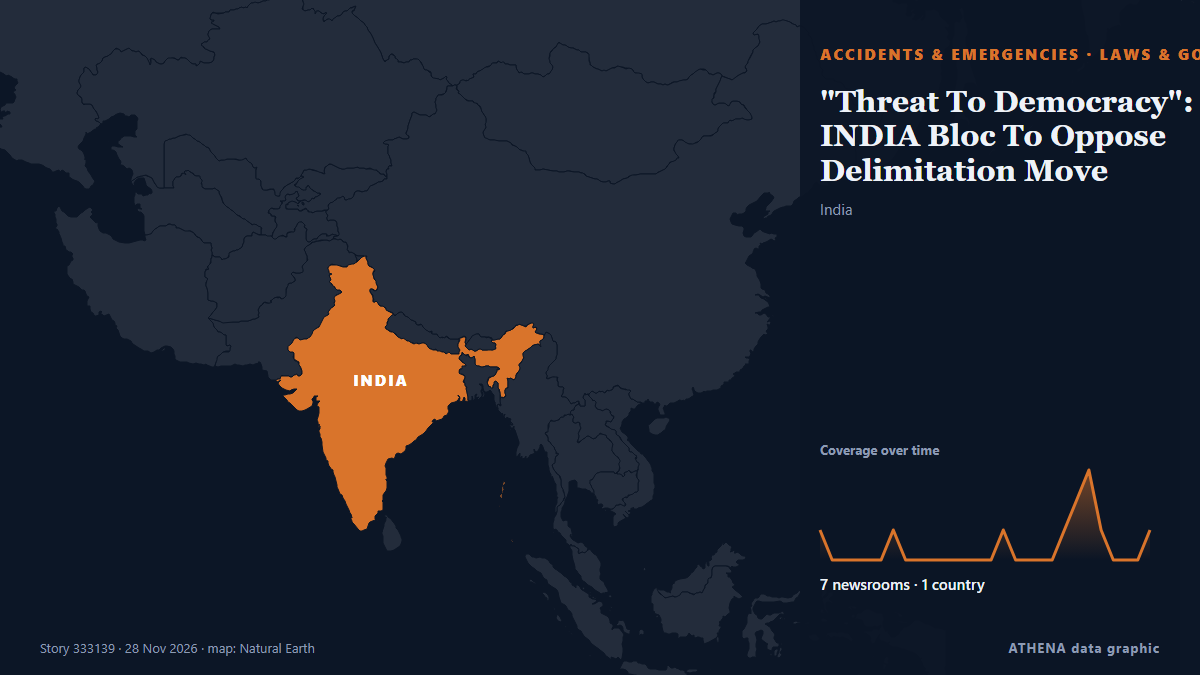 ACCIDENTS & EMERGENCIES · LAWS & GO
"Threat To Democracy":
INDIA Bloc To Oppose
Delimitation Move
India
INDIA
Coverage over time
7 newsrooms · 1 country
Story 333139 · 28 Nov 2026 · map: Natural Earth
ATHENA data graphic